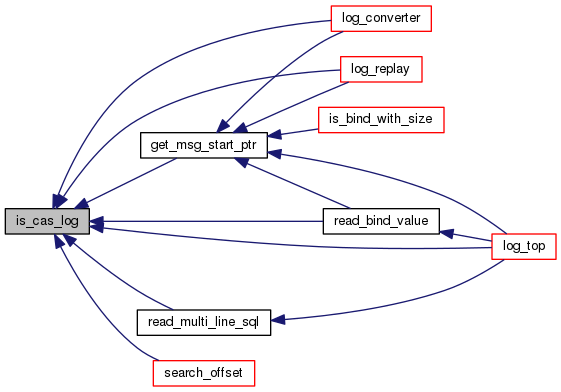 log_converter
log_replay
is_bind_with_size
get_msg_start_ptr
is_cas_log
read_bind_value
log_top
read_multi_line_sql
search_offset